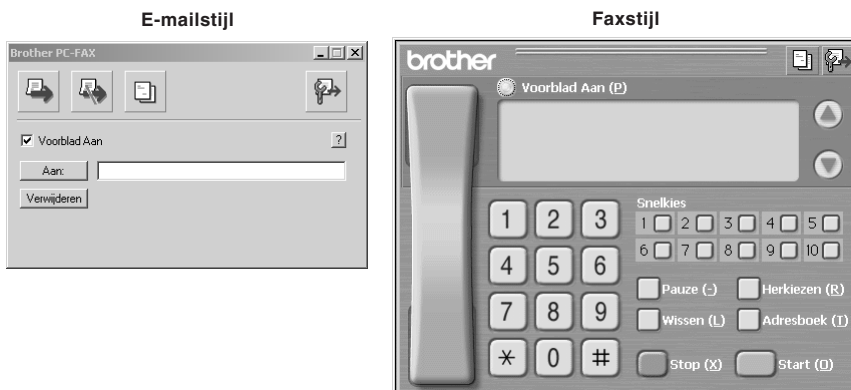 E-mailstijl
Brother PC-FAX
Voorblad Aan
?
Aan:
Verwijderen
Faxstijl
brother
Voorblad Aan (P)
1 2 3
4 5 6
7 8 9
* 0 #
Snelkies
1 2 3 4 5
6 7 8 9 10
Pauze (-) Herkiezen (R)
Wissen (L) Adresboek (T)
Stop (X) Start (O)